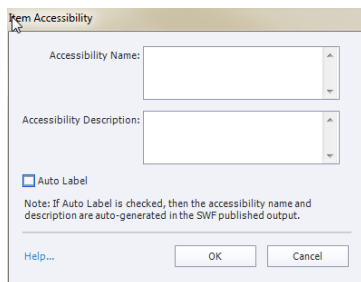 Item Accessibility
Accessibility Name:
Accessibility Description:
Auto Label
Note: If Auto Label is checked, then the accessibility name and
description are auto-generated in the SWF published output.
Help...
OK
Cancel